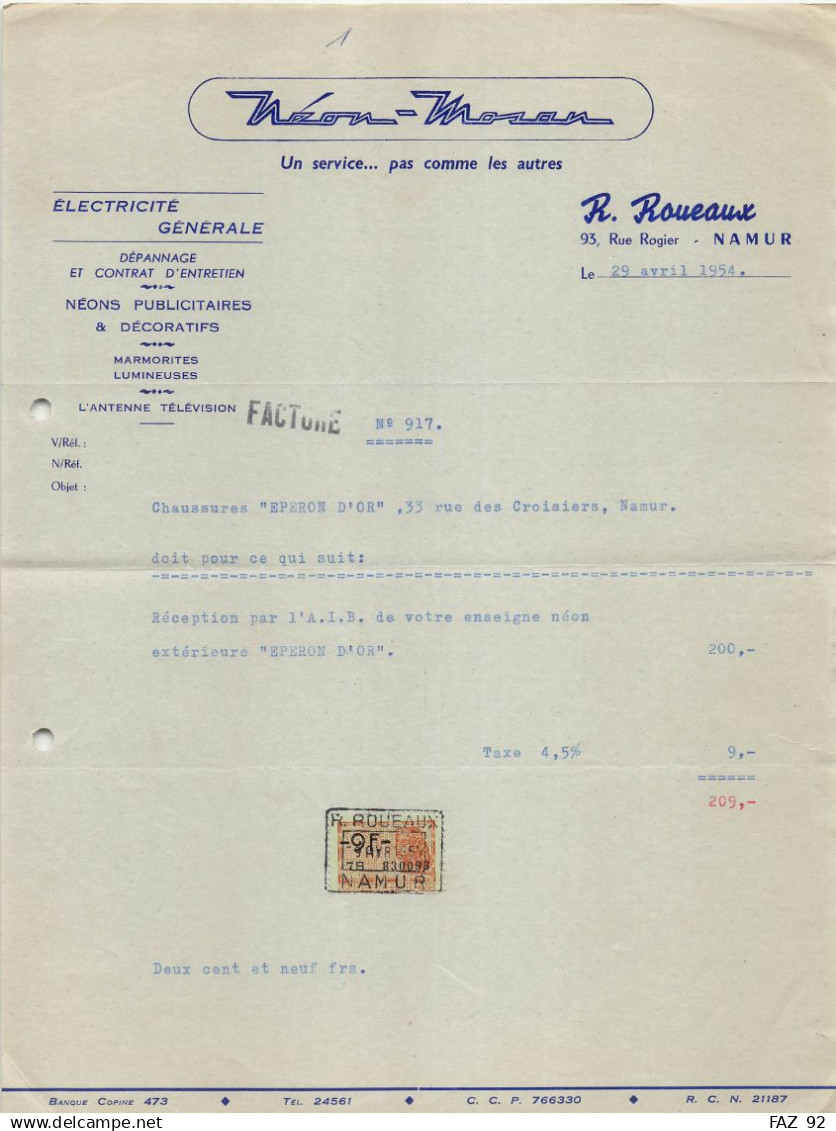 1
Néon-Mosan
Un service... pas comme les autres
ÉLECTRICITÉ
GÉNÉRALE
DÉPANNAGE
ET CONTRAT D'ENTRETIEN
NÉONS PUBLICITAIRES
& DÉCORATIFS
MARMORITES
LUMINEUSES
L'ANTENNE TÉLÉVISION
R. Roueaux
93, Rue Rogier - NAMUR
Le 29 avril 1954.
FACTURE
Nº 917.
=======
V/Réf. :
N/Réf.
Objet :
Chaussures "EPERON D'OR" ,33 rue des Croisiers, Namur.
doit pour ce qui suit:
Réception par l'A.I.B. de votre enseigne néon
extérieure "EPERON D'OR". 200,-
Taxe 4,5% 9,-
======
209,-
R. ROUEAUX
-9F-
7B 830093
NAMUR
Deux cent et neuf frs.
BANQUE COPINE 473 ◆ TÉL. 24561 ◆ C. C. P. 766330 ◆ R. C. N. 21187
FAZ 92